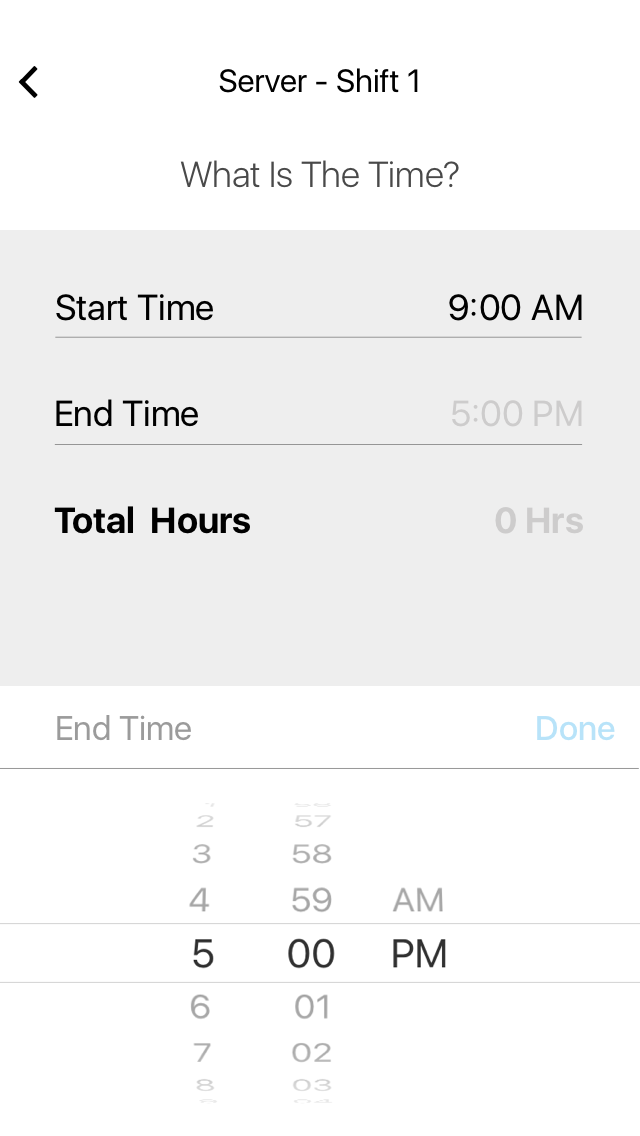 Server - Shift 1
What Is The Time?
Start Time 9:00 AM
End Time 5:00 PM
Total Hours 0 Hrs
End Time Done
2 57
3 58
4 59 AM
5 00 PM
6 01
7 02
8 03